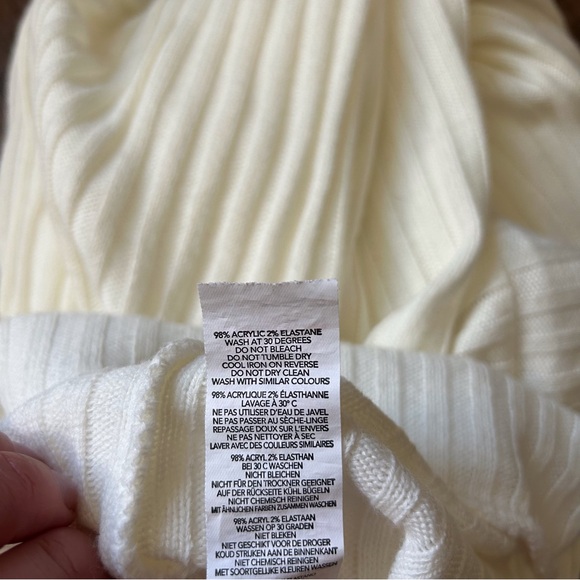 98% ACRYLIC 2% ELASTANE
WASH AT 30 DEGREES
DO NOT BLEACH
DO NOT TUMBLE DRY
COOL IRON ON REVERSE
DO NOT DRY CLEAN
WASH WITH SIMILAR COLOURS
98% ACRYLIQUE 2% ÉLASTHANNE
LAVAGE À 30° C
NE PAS UTILISER D'EAU DE JAVEL
NE PAS PASSER AU SÈCHE-LINGE
REPASSAGE DOUX SUR L'ENVERS
NE PAS NETTOYER À SEC
LAVER AVEC DES COULEURS SIMILAIRES
98% ACRYL 2% ELASTHAN
BEI 30 C WASCHEN
NICHT BLEICHEN
NICHT FÜR DEN TROCKNER GEEIGNET
AUF DER RÜCKSEITE KÜHL BÜGELN
NICHT CHEMISCH REINIGEN
MIT ÄHNLICHEN FARBEN ZUSAMMEN WASCHEN
98% ACRYL 2% ELASTAAN
WASSEN OP 30 GRADEN
NIET BLEKEN
NIET GESCHIKT VOOR DE DROGER
KOUD STRUKEN AAN DE BINNENKANT
NIET CHEMISCH REINIGEN
MET SOORTGELIJKE KLEUREN WASSEN